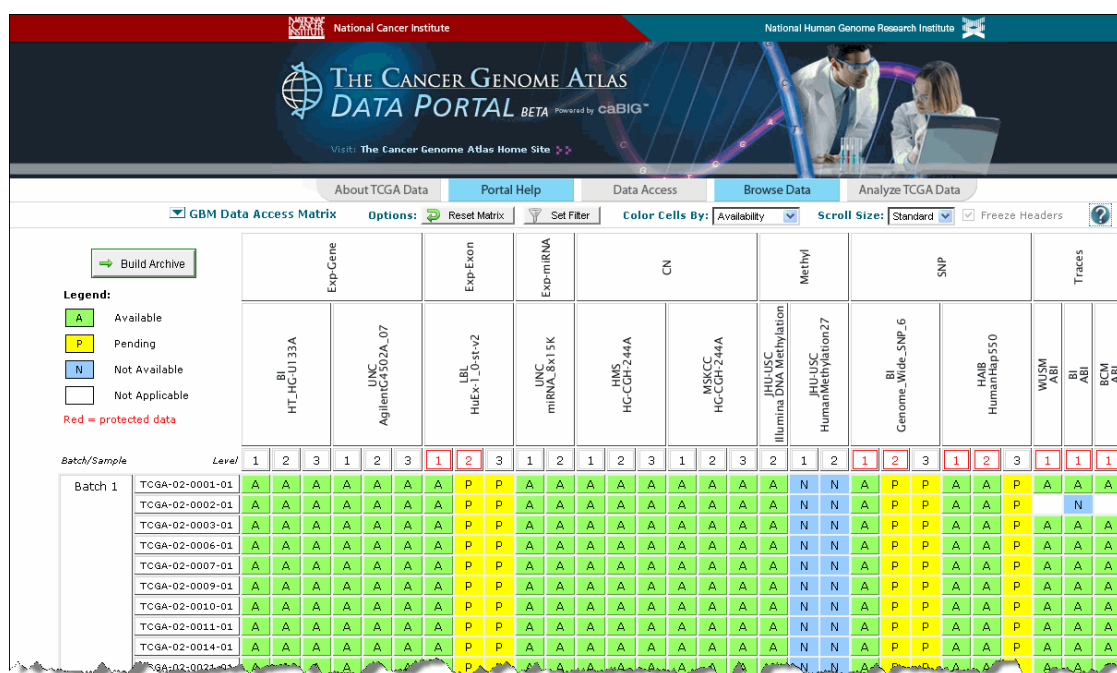 NATIONAL CANCER INSTITUTE National Cancer Institute National Human Genome Research Institute
THE CANCER GENOME ATLAS
DATA PORTAL BETA Powered by caBIG™
Visit: The Cancer Genome Atlas Home Site
About TCGA Data Portal Help Data Access Browse Data Analyze TCGA Data
GBM Data Access Matrix Options: Reset Matrix Set Filter Color Cells By: Availability Scroll Size: Standard Freeze Headers ?
Build Archive
Legend:
A Available
P Pending
N Not Available
Not Applicable
Red = protected data
Exp-Gene Exp-Exon Exp-miRNA CN Methyl SNP Traces
BI HT_HG-U133A
UNC AgilentG4502A_07
LBL HuEx-1_0-st-v2
UNC miRNA_8x15K
HMS HG-CGH-244A
MSKCC HG-CGH-244A
JHU-USC Illumina DNA Methylation
JHU-USC HumanMethylation27
BI Genome_Wide_SNP_6
HAIB HumanHap550
WUSM ABI
BI ABI
BCM ABI
Batch/Sample Level 1 2 3 1 2 3 1 2 3 1 2 1 2 3 1 2 3 2 1 2 1 2 3 1 2 3 1 1 1
Batch 1 TCGA-02-0001-01 A A A A A A A P P A A A A A A A A A N N A P P A A P A A A
TCGA-02-0002-01 A A A A A A A P P A A A A A A A A A N N A P P A A P N
TCGA-02-0003-01 A A A A A A A P P A A A A A A A A A N N A P P A A P A A A
TCGA-02-0006-01 A A A A A A A P P A A A A A A A A A N N A P P A A P A A A
TCGA-02-0007-01 A A A A A A A P P A A A A A A A A A N N A P P A A P A A A
TCGA-02-0009-01 A A A A A A A P P A A A A A A A A A N N A P P A A P A A A
TCGA-02-0010-01 A A A A A A A P P A A A A A A A A A N N A P P A A P A A A
TCGA-02-0011-01 A A A A A A A P P A A A A A A A A A N N A P P A A P A A A
TCGA-02-0014-01 A A A A A A A P P A A A A A A A A A N N A P P A A P A A A